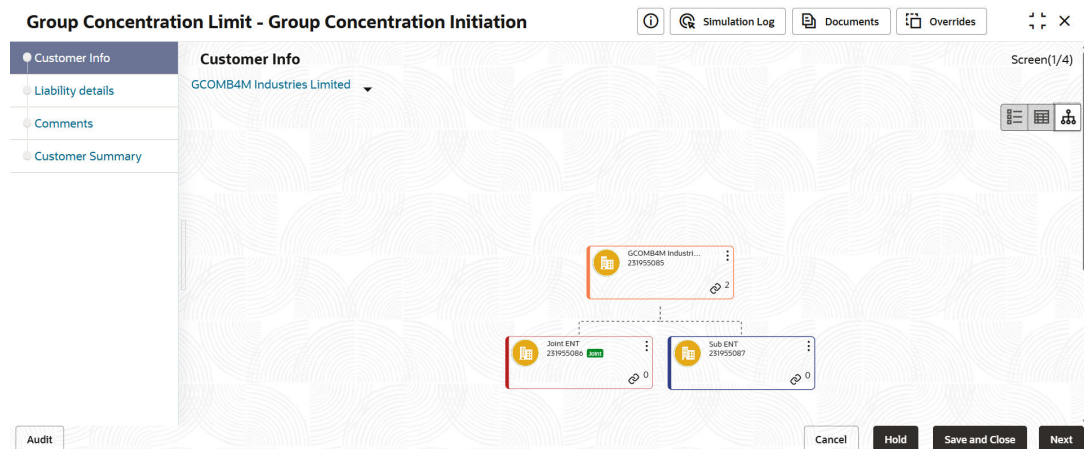 Group Concentration Limit - Group Concentration Initiation
Simulation Log
Documents
Overrides
Customer Info
Liability details
Comments
Customer Summary
Customer Info
Screen(1/4)
GCOMB4M Industries Limited
GCOMB4M Industri...
231955085
2
Joint ENT
231955086 Joint
0
Sub ENT
231955087
0
Audit
Cancel
Hold
Save and Close
Next